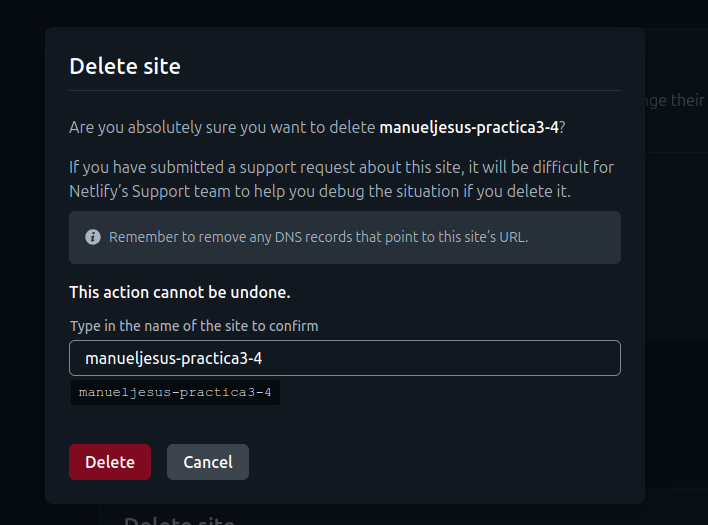 Delete site
nge their
Are you absolutely sure you want to delete manueljesus-practica3-4?
If you have submitted a support request about this site, it will be difficult for
Netlify’s Support team to help you debug the situation if you delete it.
Remember to remove any DNS records that point to this site’s URL.
This action cannot be undone.
Type in the name of the site to confirm
manueljesus-practica3-4
manueljesus-practica3-4
Delete
Cancel
Delete site